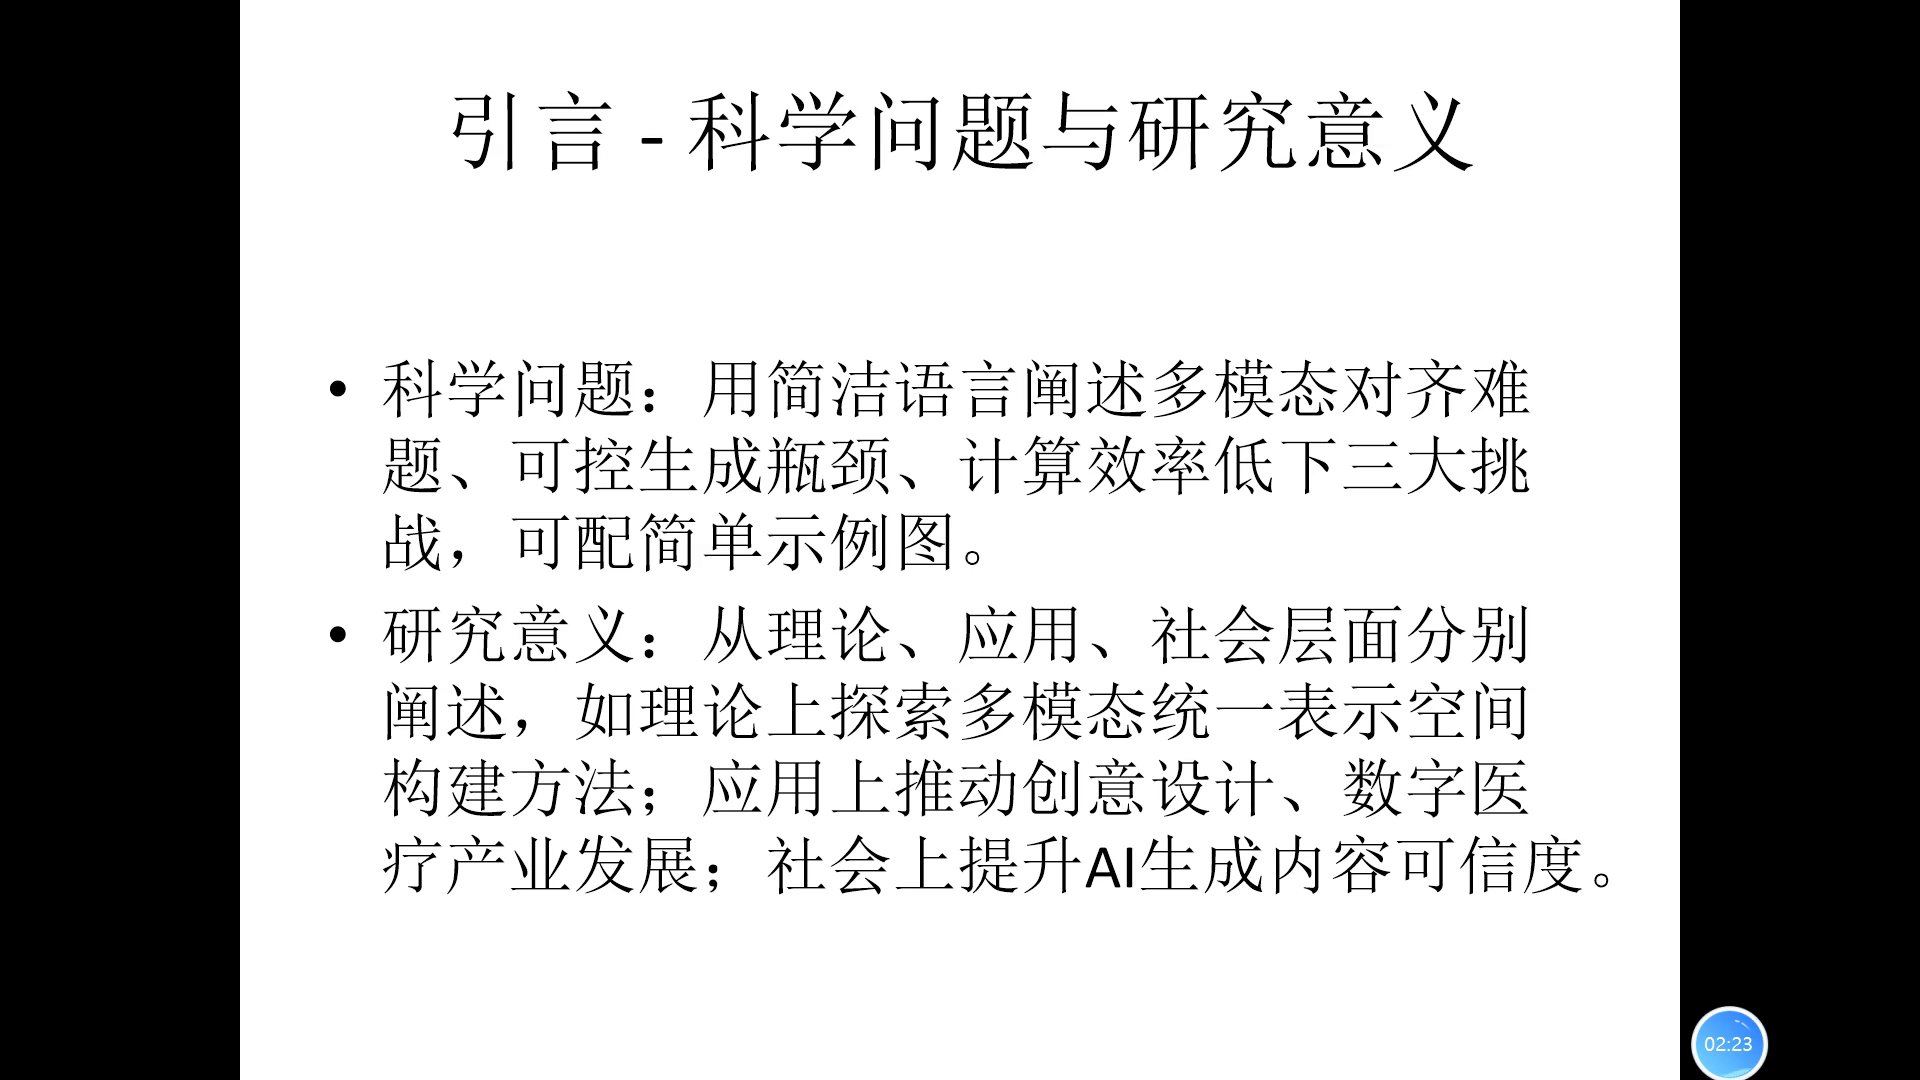 引言 - 科学问题与研究意义
• 科学问题：用简洁语言阐述多模态对齐难
题、可控生成瓶颈、计算效率低下三大挑
战，可配简单示例图。
• 研究意义：从理论、应用、社会层面分别
阐述，如理论上探索多模态统一表示空间
构建方法；应用上推动创意设计、数字医
疗产业发展；社会上提升AI生成内容可信度。
02:23